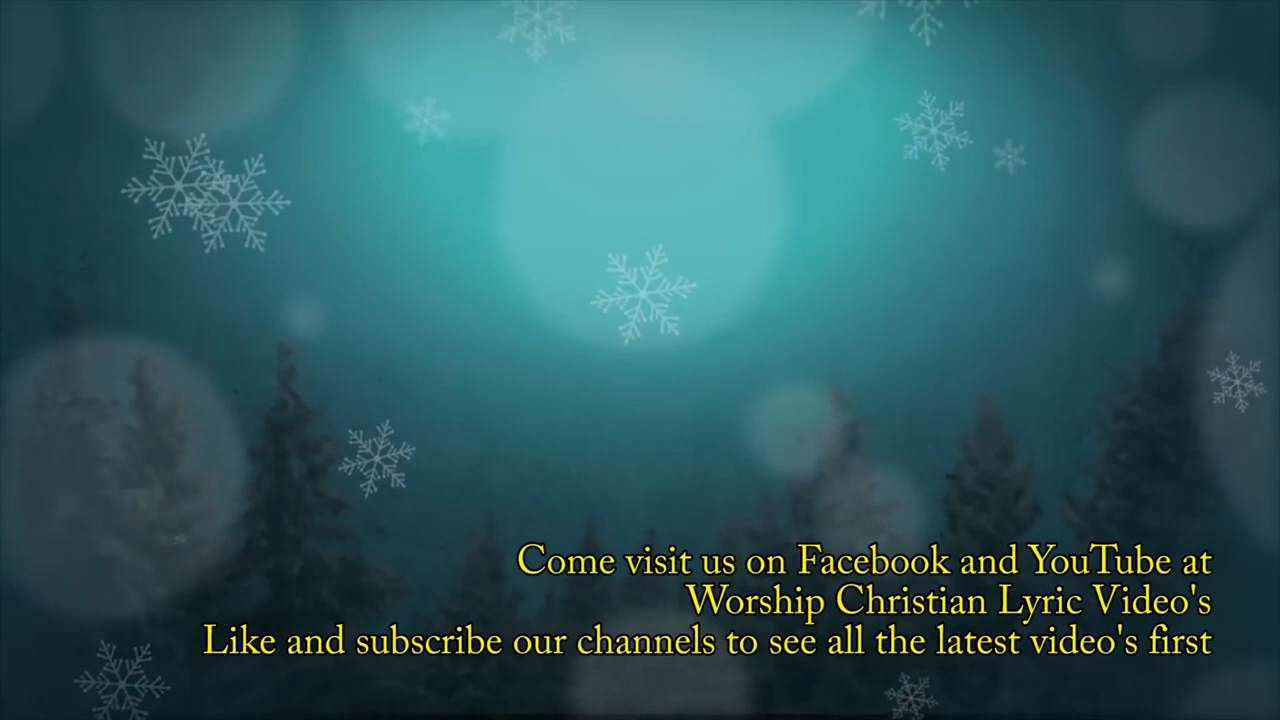 Come visit us on Facebook and YouTube at
Worship Christian Lyric Video's
Like and subscribe our channels to see all the latest video's first